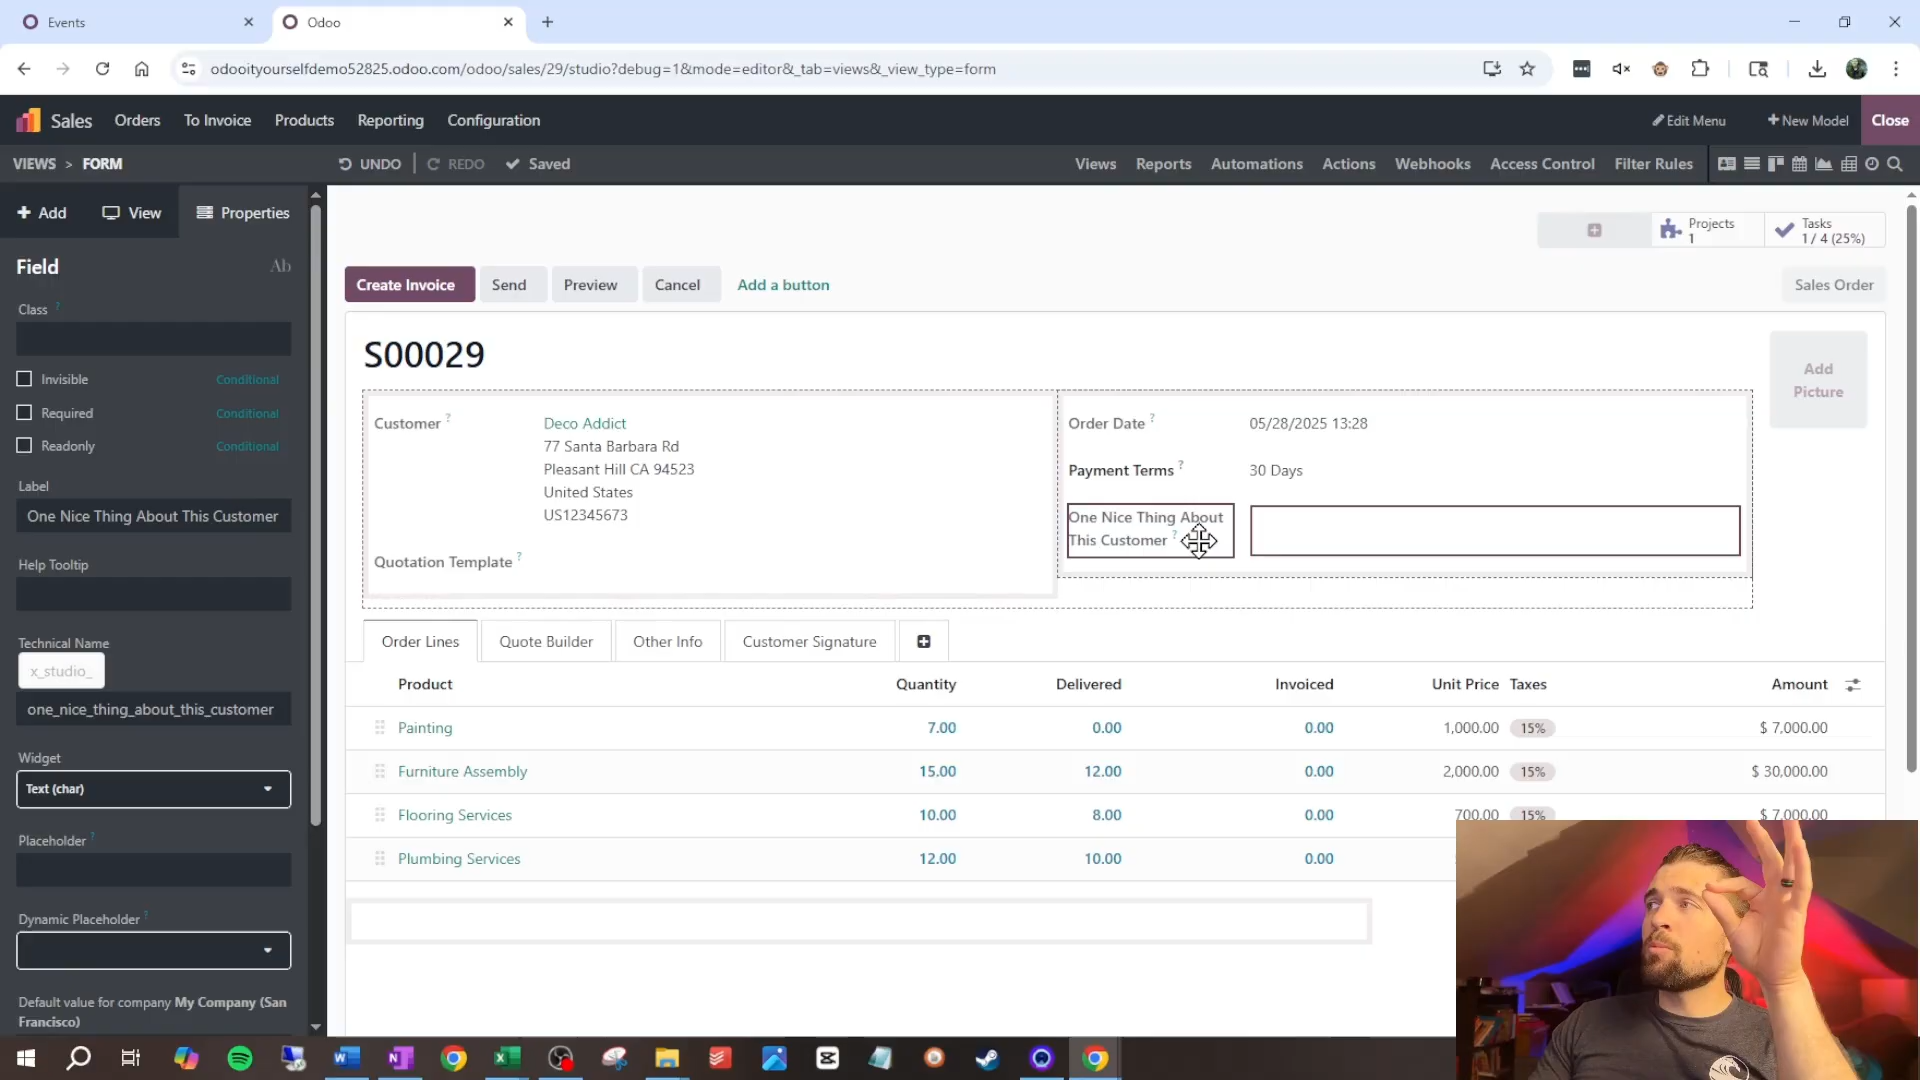 Events
Odoo
odooityourselfdemo52825.odoo.com/odoo/sales/29/studio?debug=1&mode=editor&_tab=views&_view_type=form
Sales Orders To Invoice Products Reporting Configuration
Edit Menu
New Model
Close
VIEWS > FORM
UNDO REDO Saved
Views Reports Automations Actions Webhooks Access Control Filter Rules
Add View Properties
Projects
1
Tasks
1 / 4 (25%)
Field Ab
Create Invoice Send Preview Cancel Add a button
Sales Order
Class ?
Invisible Conditional
Required Conditional
Readonly Conditional
Label
One Nice Thing About This Customer
Help Tooltip
Technical Name
x_studio_
one_nice_thing_about_this_customer
Widget
Text (char)
Placeholder ?
Dynamic Placeholder ?
Default value for company My Company (San
Francisco)
S00029
Add
Picture
Customer ?
Deco Addict
77 Santa Barbara Rd
Pleasant Hill CA 94523
United States
US12345673
Quotation Template ?
Order Date ? 05/28/2025 13:28
Payment Terms ? 30 Days
One Nice Thing About
This Customer ?
Order Lines Quote Builder Other Info Customer Signature
Product Quantity Delivered Invoiced Unit Price Taxes Amount
Painting 7.00 0.00 0.00 1,000.00 15% $ 7,000.00
Furniture Assembly 15.00 12.00 0.00 2,000.00 15% $ 30,000.00
Flooring Services 10.00 8.00 0.00 700.00 15% $ 7,000.00
Plumbing Services 12.00 10.00 0.00